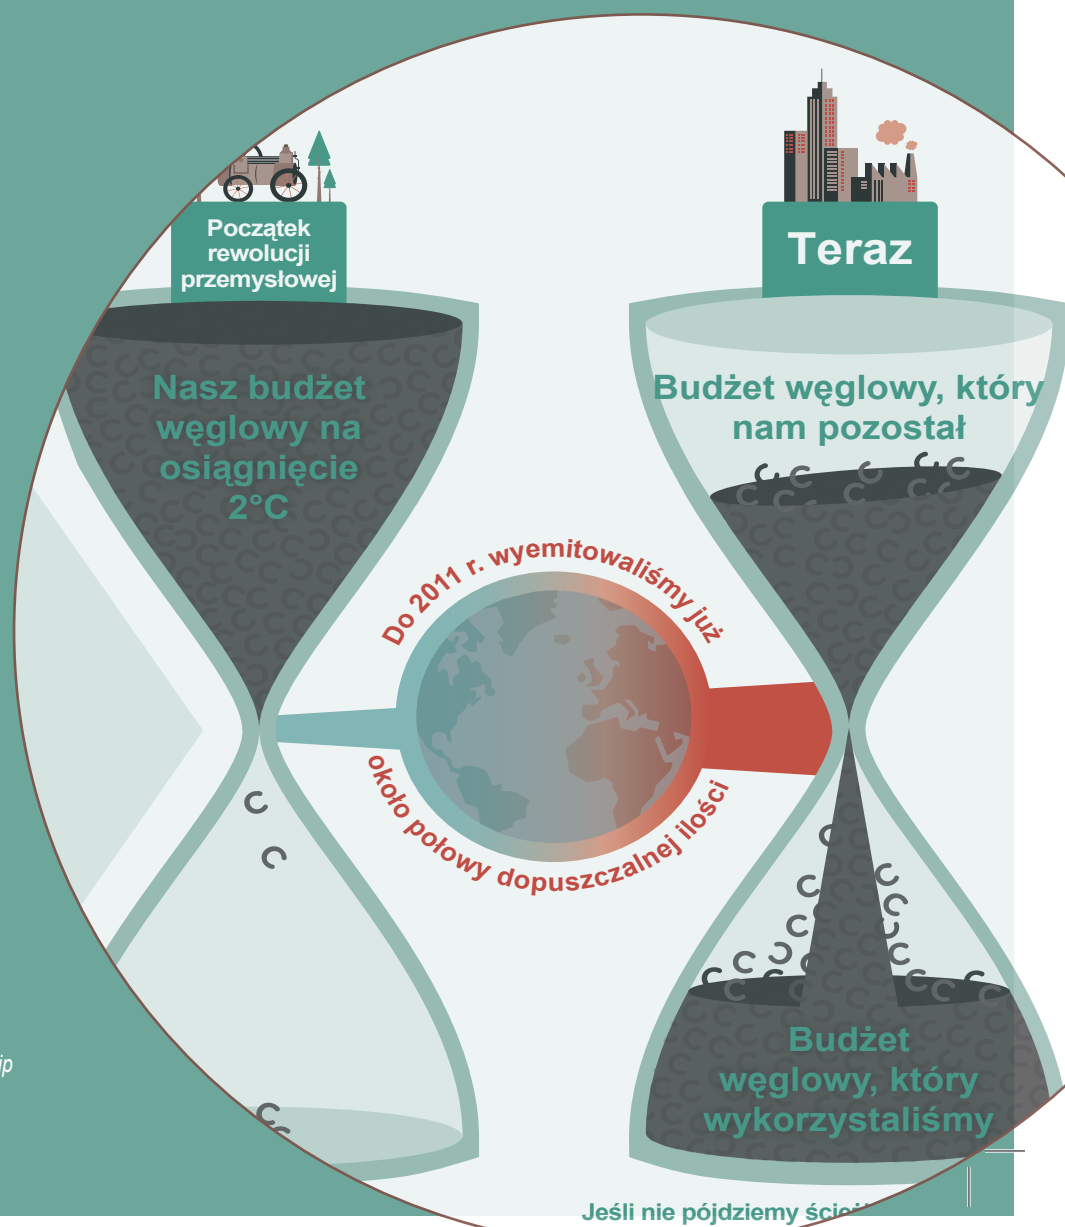 Początek
rewolucji
przemysłowej
Teraz
Nasz budżet
węglowy na
osiągnięcie
2°C
Budżet węglowy, który
nam pozostał
Do 2011 r. wyemitowaliśmy już
około połowy dopuszczalnej ilości
Budżet
węglowy, który
wykorzystaliśmy
Jeśli nie pójdziemy